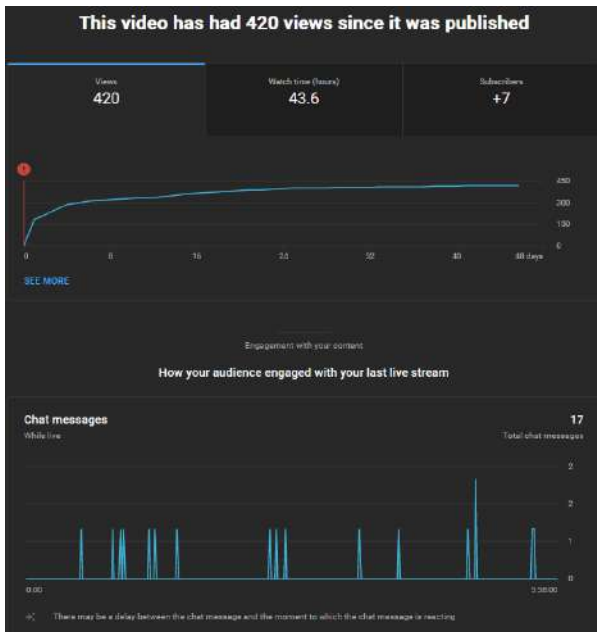 This video has had 420 views since it was published
Views
420
Watch time (hours)
43.6
Subscribers
+7
450
300
150
0
0 8 16 24 32 40 48 days
SEE MORE
Engagement with your content
How your audience engaged with your last live stream
Chat messages
While live
17
Total chat messages
3
2
1
0
0:00
There may be a delay between the chat message and the moment to which the chat message is reacting